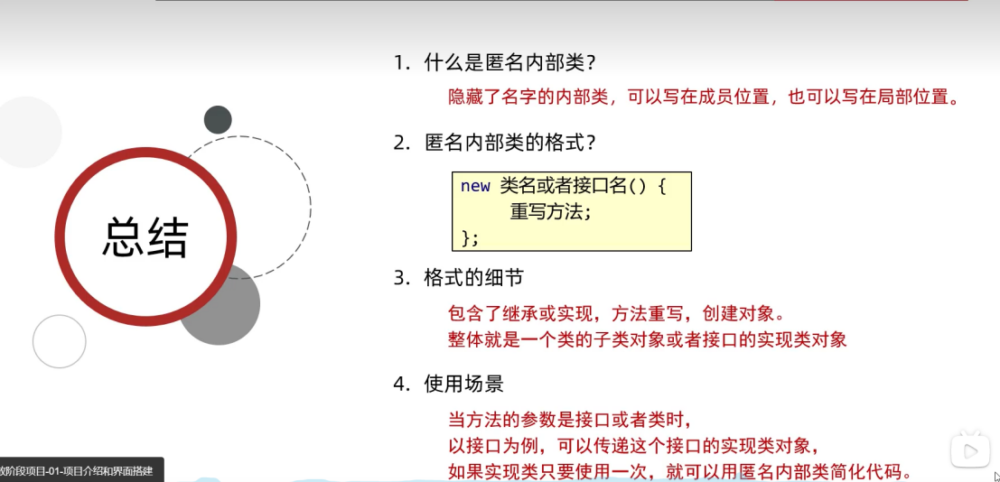 总结
1. 什么是匿名内部类?
隐藏了名字的内部类，可以写在成员位置，也可以写在局部位置。
2. 匿名内部类的格式?
new 类名或者接口名() {
重写方法;
};
3. 格式的细节
包含了继承或实现，方法重写，创建对象。
整体就是一个类的子类对象或者接口的实现类对象
4. 使用场景
当方法的参数是接口或者类时，
以接口为例，可以传递这个接口的实现类对象，
如果实现类只要使用一次，就可以用匿名内部类简化代码。
阶段项目-01-项目介绍和界面搭建